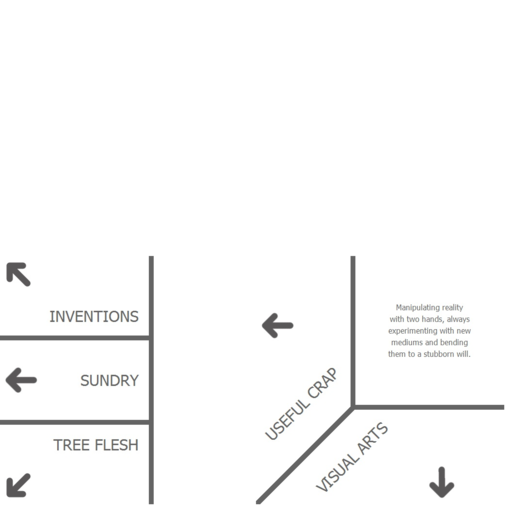 INVENTIONS
SUNDRY
TREE FLESH
USEFUL CRAP
VISUAL ARTS
Manipulating reality
with two hands, always
experimenting with new
mediums and bending
them to a stubborn will.